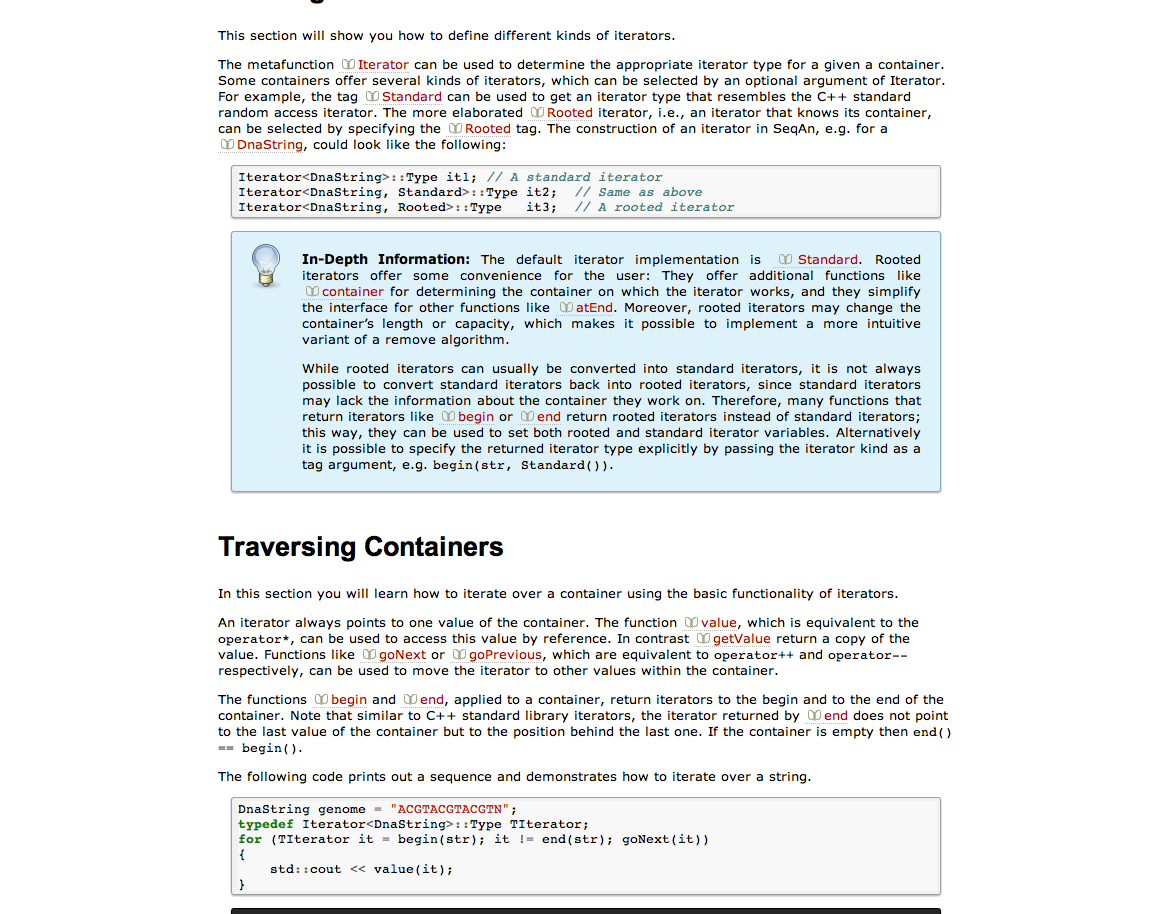 This section will show you how to define different kinds of iterators.
The metafunction Iterator can be used to determine the appropriate iterator type for a given a container.
Some containers offer several kinds of iterators, which can be selected by an optional argument of Iterator.
For example, the tag Standard can be used to get an iterator type that resembles the C++ standard
random access iterator. The more elaborated Rooted iterator, i.e., an iterator that knows its container,
can be selected by specifying the Rooted tag. The construction of an iterator in SeqAn, e.g. for a
DnaString, could look like the following:
Iterator<DnaString>::Type it1; // A standard iterator
Iterator<DnaString, Standard>::Type it2;  // Same as above
Iterator<DnaString, Rooted>::Type   it3;  // A rooted iterator
In-Depth Information: The default iterator implementation is Standard. Rooted
iterators offer some convenience for the user: They offer additional functions like
container for determining the container on which the iterator works, and they simplify
the interface for other functions like atEnd. Moreover, rooted iterators may change the
container's length or capacity, which makes it possible to implement a more intuitive
variant of a remove algorithm.
While rooted iterators can usually be converted into standard iterators, it is not always
possible to convert standard iterators back into rooted iterators, since standard iterators
may lack the information about the container they work on. Therefore, many functions that
return iterators like begin or end return rooted iterators instead of standard iterators;
this way, they can be used to set both rooted and standard iterator variables. Alternatively
it is possible to specify the returned iterator type explicitly by passing the iterator kind as a
tag argument, e.g. begin(str, Standard()).
Traversing Containers
In this section you will learn how to iterate over a container using the basic functionality of iterators.
An iterator always points to one value of the container. The function value, which is equivalent to the
operator*, can be used to access this value by reference. In contrast getValue return a copy of the
value. Functions like goNext or goPrevious, which are equivalent to operator++ and operator--
respectively, can be used to move the iterator to other values within the container.
The functions begin and end, applied to a container, return iterators to the begin and to the end of the
container. Note that similar to C++ standard library iterators, the iterator returned by end does not point
to the last value of the container but to the position behind the last one. If the container is empty then end()
== begin().
The following code prints out a sequence and demonstrates how to iterate over a string.
DnaString genome = "ACGTACGTACGTN";
typedef Iterator<DnaString>::Type TIterator;
for (TIterator it = begin(str); it != end(str); goNext(it))
{
    std::cout << value(it);
}